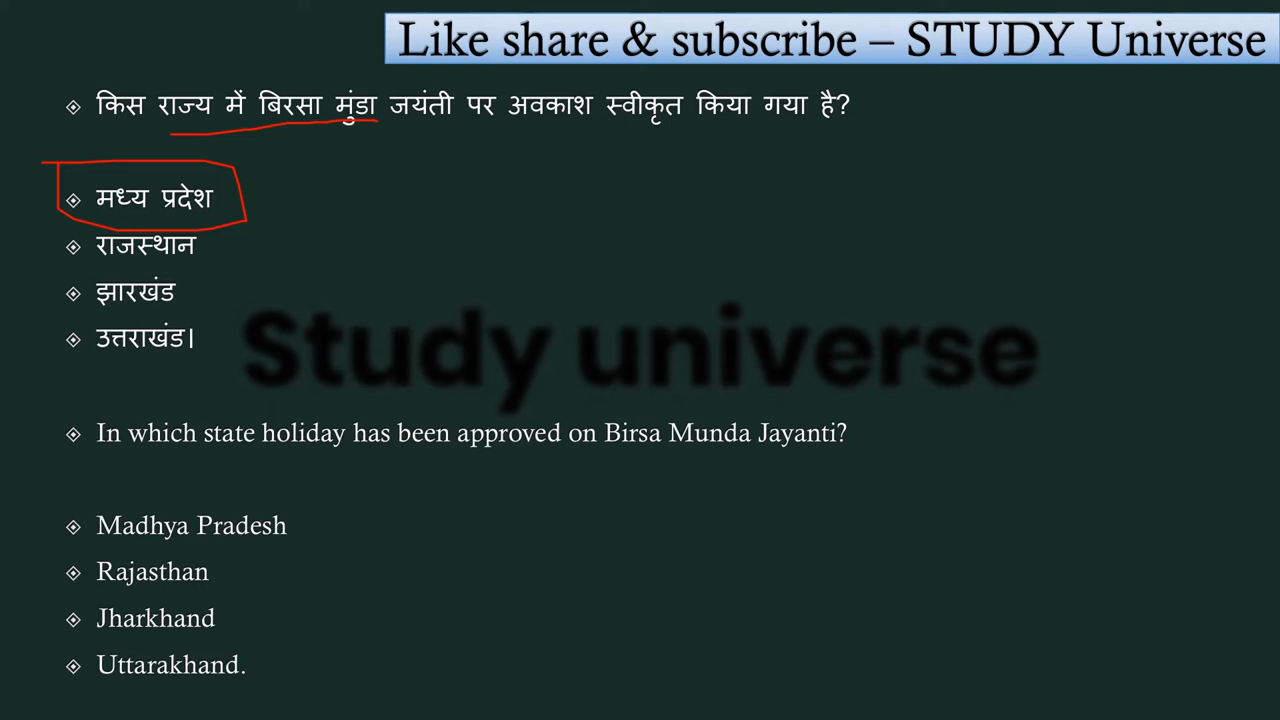 Like share & subscribe – STUDY Universe
किस राज्य में बिरसा मुंडा जयंती पर अवकाश स्वीकृत किया गया है?
मध्य प्रदेश
राजस्थान
झारखंड
उत्तराखंड।
Study universe
In which state holiday has been approved on Birsa Munda Jayanti?
Madhya Pradesh
Rajasthan
Jharkhand
Uttarakhand.